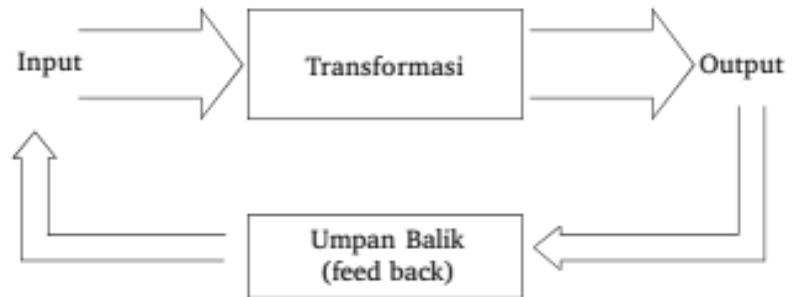 Input
Transformasi
Output
Umpan Balik
(feed back)